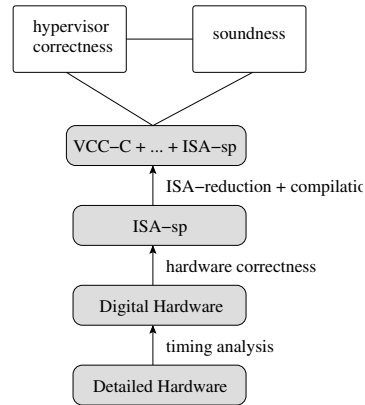 hypervisor
correctness
soundness
VCC−C + ... + ISA−sp
ISA−reduction + compilatio
ISA−sp
hardware correctness
Digital Hardware
timing analysis
Detailed Hardware